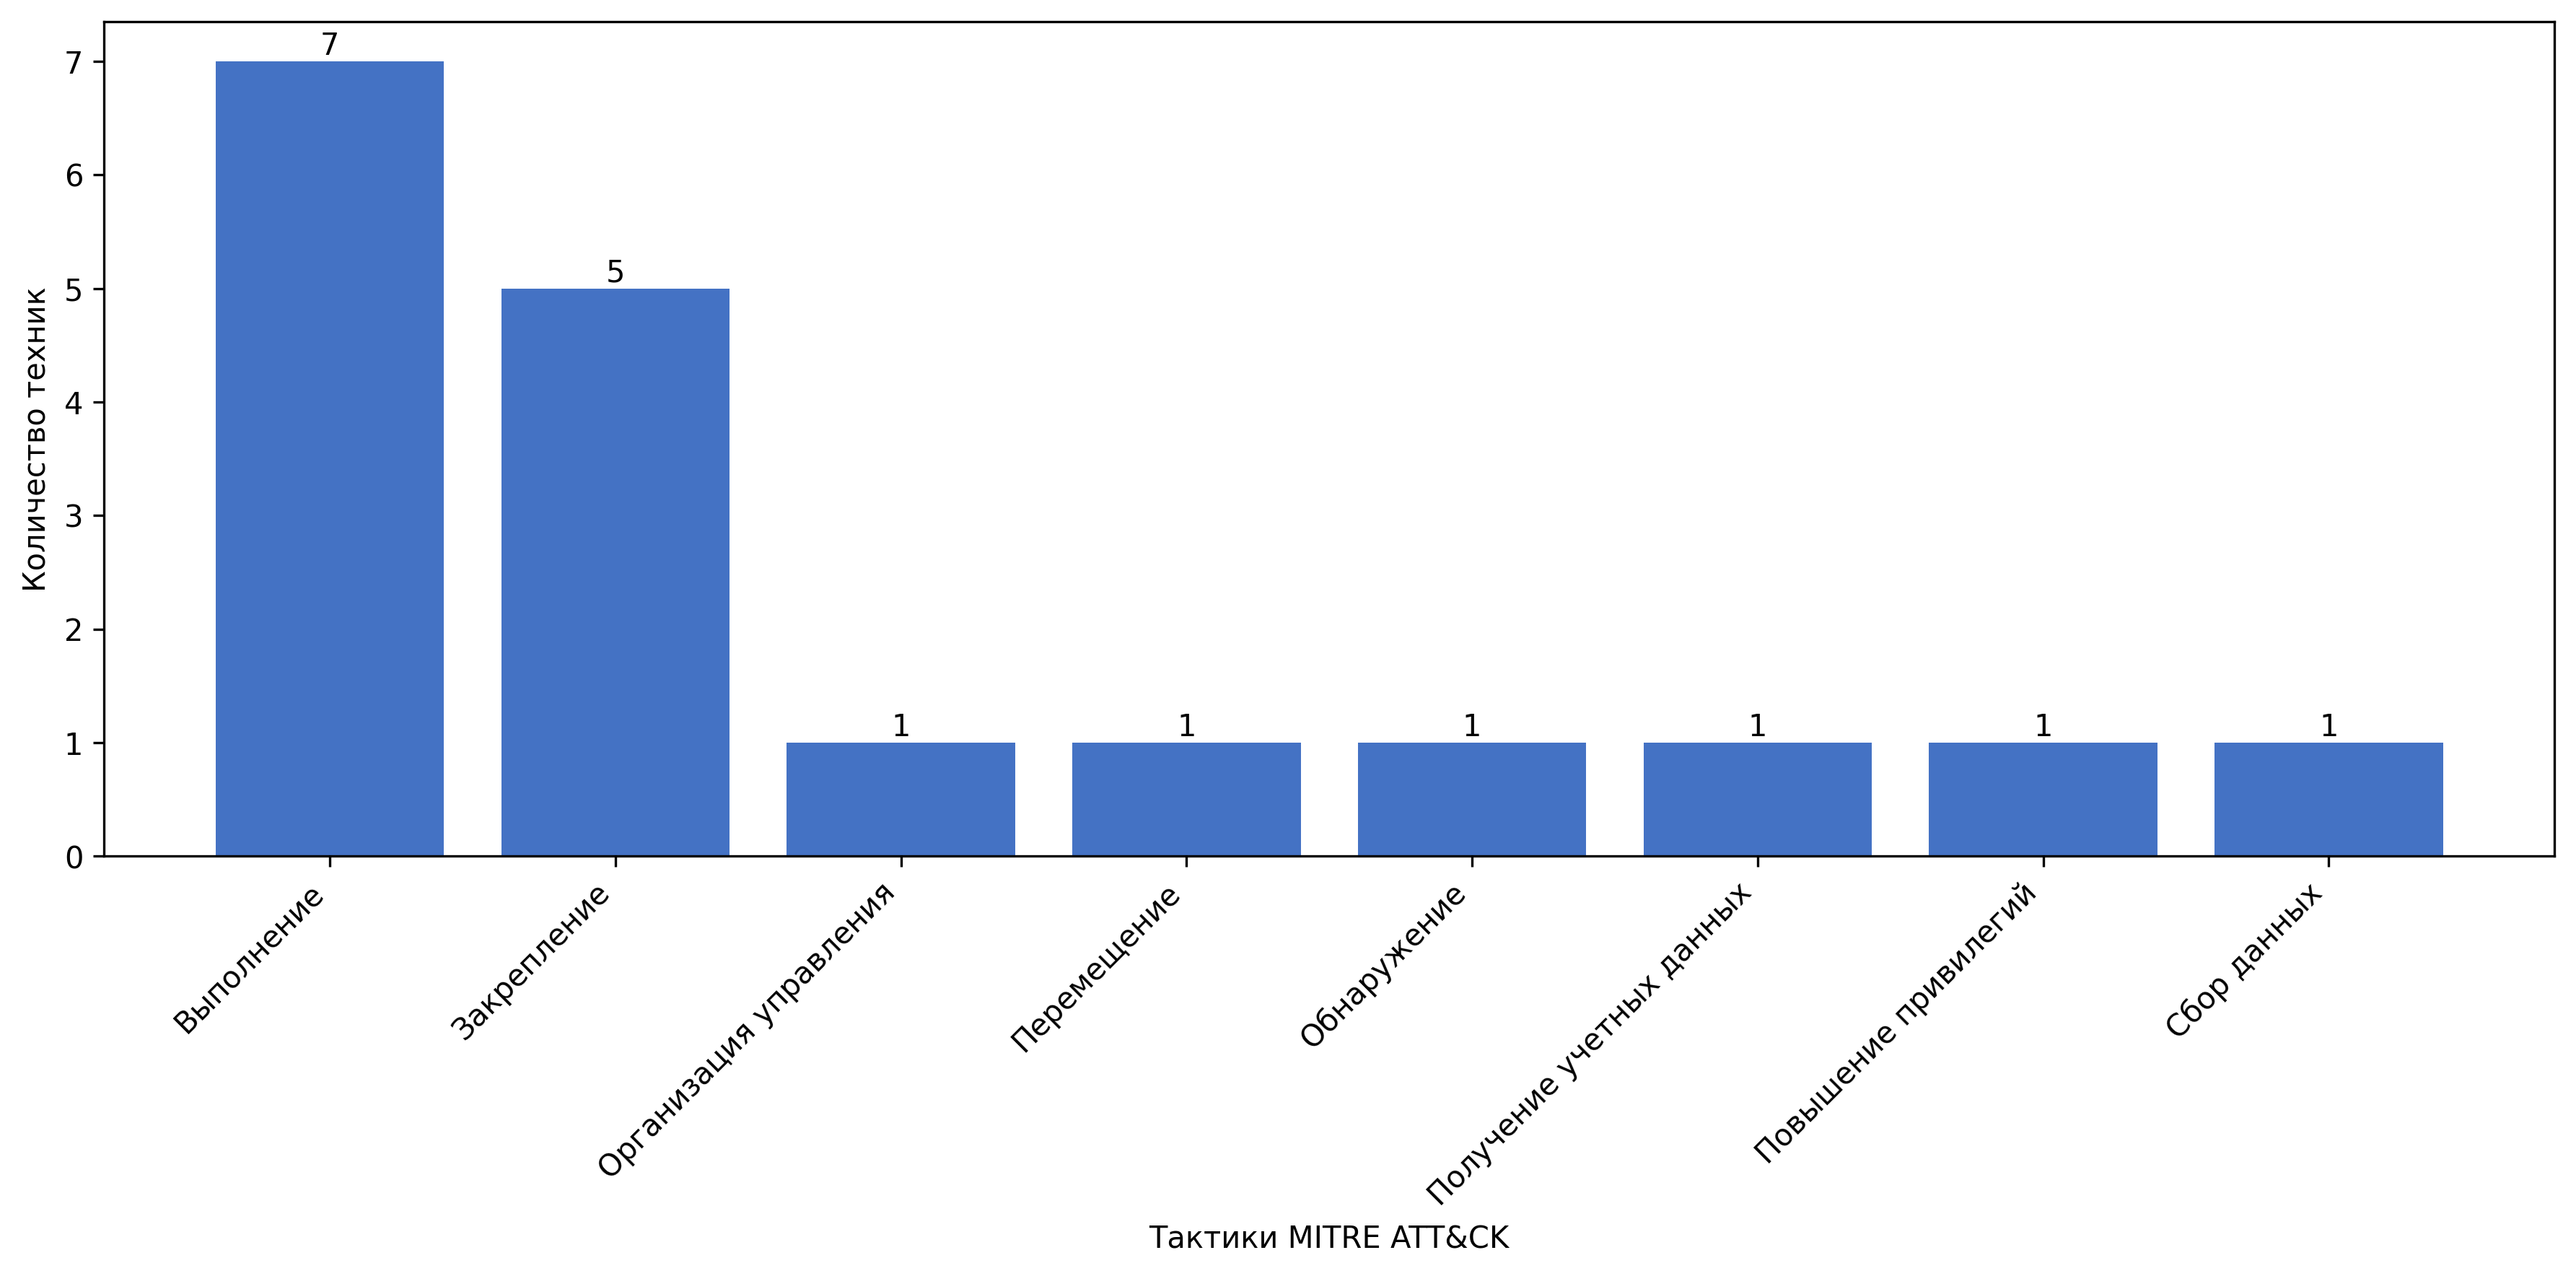 Количество техник
7
6
5
4
3
2
1
0
7
5
1
1
1
1
1
1
Выполнение
Закрепление
Организация управления
Перемещение
Обнаружение
Получение учетных данных
Повышение привилегий
Сбор данных
Тактики MITRE ATT&CK